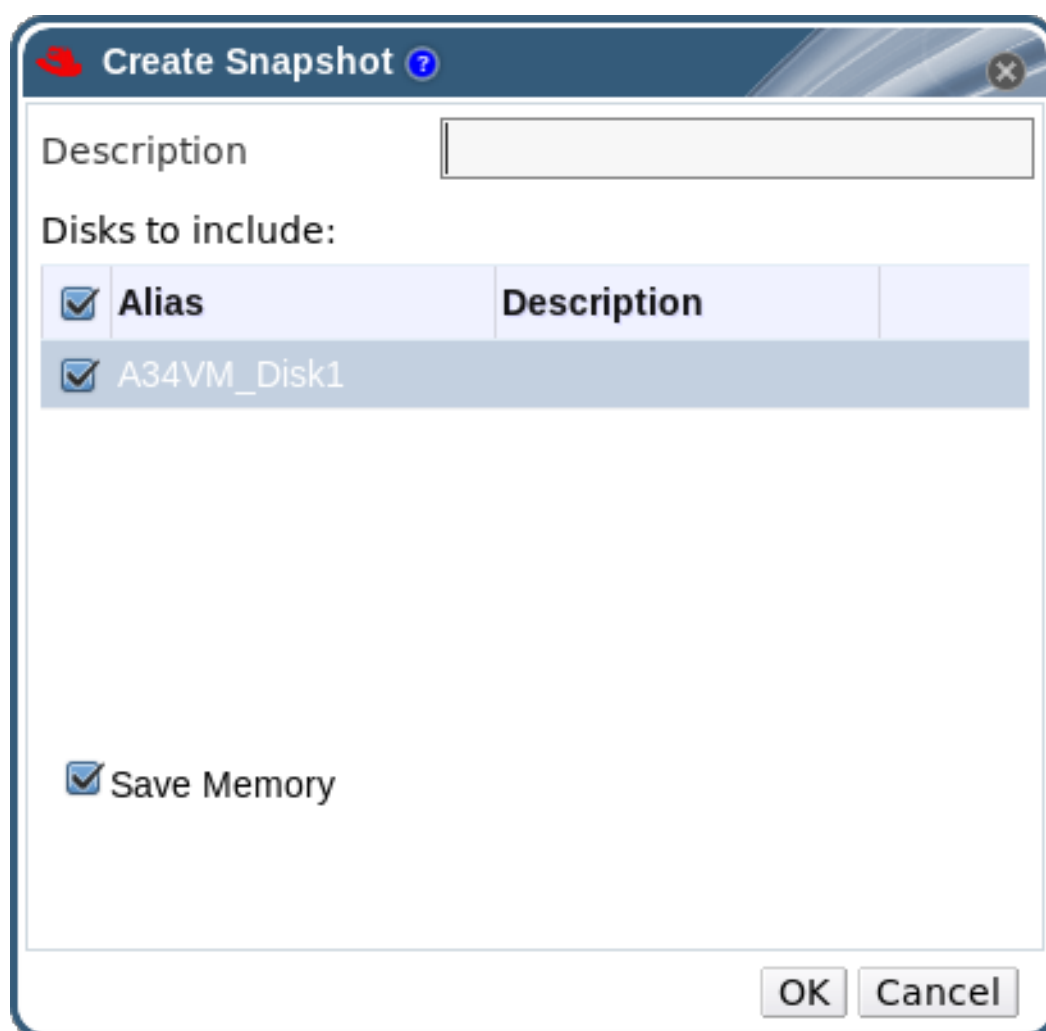 Create Snapshot ?
Description
Disks to include:
Alias Description
A34VM_Disk1
Save Memory
OK Cancel